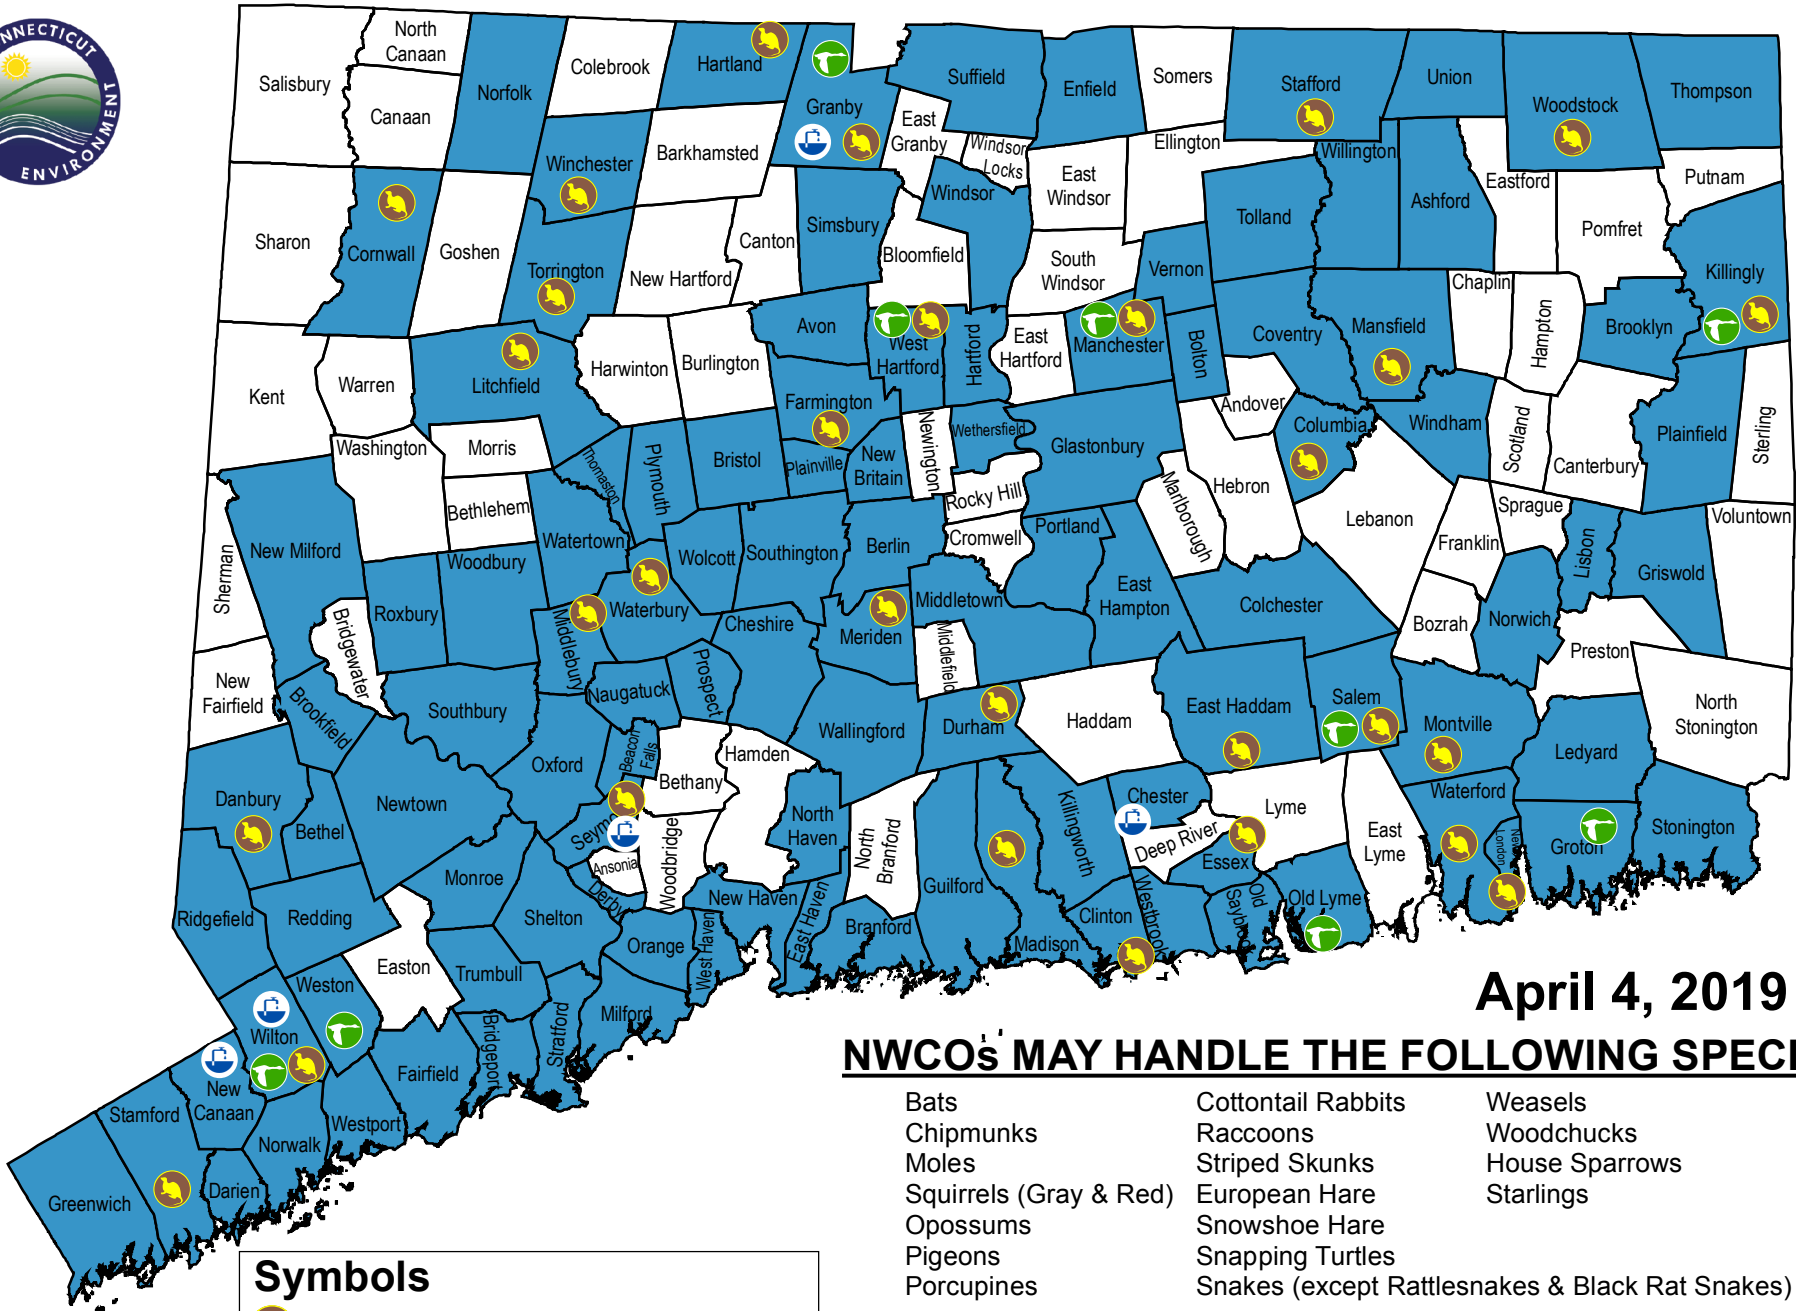 NNECTICUT
ENVIRONMENT
Salisbury
North
Canaan
Canaan
Norfolk
Colebrook
Hartland
Granby
East
Granby
Suffield
Windsor
Locks
Enfield
Somers
Stafford
Union
Woodstock
Thompson
Winchester
Barkhamsted
Simsbury
Windsor
East
Windsor
Ellington
Tolland
Willington
Ashford
Eastford
Pomfret
Putnam
Sharon
Cornwall
Goshen
Torrington
New Hartford
Canton
Bloomfield
South
Windsor
Vernon
Killingly
Kent
Warren
Litchfield
Harwinton
Burlington
Avon
West
Hartford
Hartford
East
Hartford
Manchester
Bolton
Coventry
Mansfield
Chaplin
Hampton
Brooklyn
Washington
Morris
Bethlehem
Thomaston
Plymouth
Bristol
Farmington
Plainville
New
Britain
Newington
Wethersfield
Rocky Hill
Glastonbury
Marlborough
Hebron
Andover
Columbia
Windham
Scotland
Canterbury
Plainfield
Sterling
Sherman
New Milford
Roxbury
Woodbury
Watertown
Waterbury
Wolcott
Southington
Berlin
Cromwell
Portland
East
Hampton
Colchester
Lebanon
Franklin
Sprague
Lisbon
Griswold
Voluntown
Bridgewater
Middlebury
Cheshire
Meriden
Middletown
Middlefield
Bozrah
Norwich
Preston
New
Fairfield
Brookfield
Southbury
Naugatuck
Prospect
Wallingford
Durham
Haddam
East Haddam
Salem
Montville
Ledyard
North
Stonington
Danbury
Bethel
Newtown
Oxford
Beacon
Falls
Bethany
Hamden
North
Haven
North
Branford
Guilford
Killingworth
Chester
Deep River
Essex
Lyme
East
Lyme
Waterford
New
London
Groton
Stonington
Ridgefield
Redding
Monroe
Seymo
Ansonia
Derby
Woodbridge
Shelton
Orange
West Haven
New Haven
East Haven
Branford
Madison
Clinton
Westbrook
Old
Saybrook
Old Lyme
Easton
Weston
Wilton
Trumbull
Milford
Stratford
Bridgeport
Fairfield
New
Canaan
Stamford
Norwalk
Westport
Darien
Greenwich
April 4, 2019
NWCOs MAY HANDLE THE FOLLOWING SPECI
Bats
Chipmunks
Moles
Squirrels (Gray & Red)
Opossums
Pigeons
Porcupines
Cottontail Rabbits
Raccoons
Striped Skunks
European Hare
Snowshoe Hare
Snapping Turtles
Snakes (except Rattlesnakes & Black Rat Snakes)
Weasels
Woodchucks
House Sparrows
Starlings
Symbols